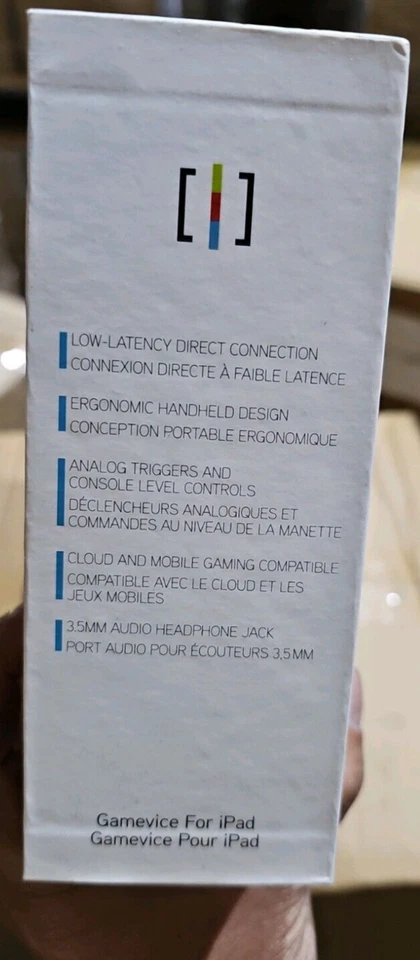 LOW-LATENCY DIRECT CONNECTION
CONNEXION DIRECTE À FAIBLE LATENCE
ERGONOMIC HANDHELD DESIGN
CONCEPTION PORTABLE ERGONOMIQUE
ANALOG TRIGGERS AND
CONSOLE LEVEL CONTROLS
DÉCLENCHEURS ANALOGIQUES ET
COMMANDES AU NIVEAU DE LA MANETTE
CLOUD AND MOBILE GAMING COMPATIBLE
COMPATIBLE AVEC LE CLOUD ET LES
JEUX MOBILES
3.5MM AUDIO HEADPHONE JACK
PORT AUDIO POUR ÉCOUTEURS 3,5MM
Gamevice For iPad
Gamevice Pour iPad